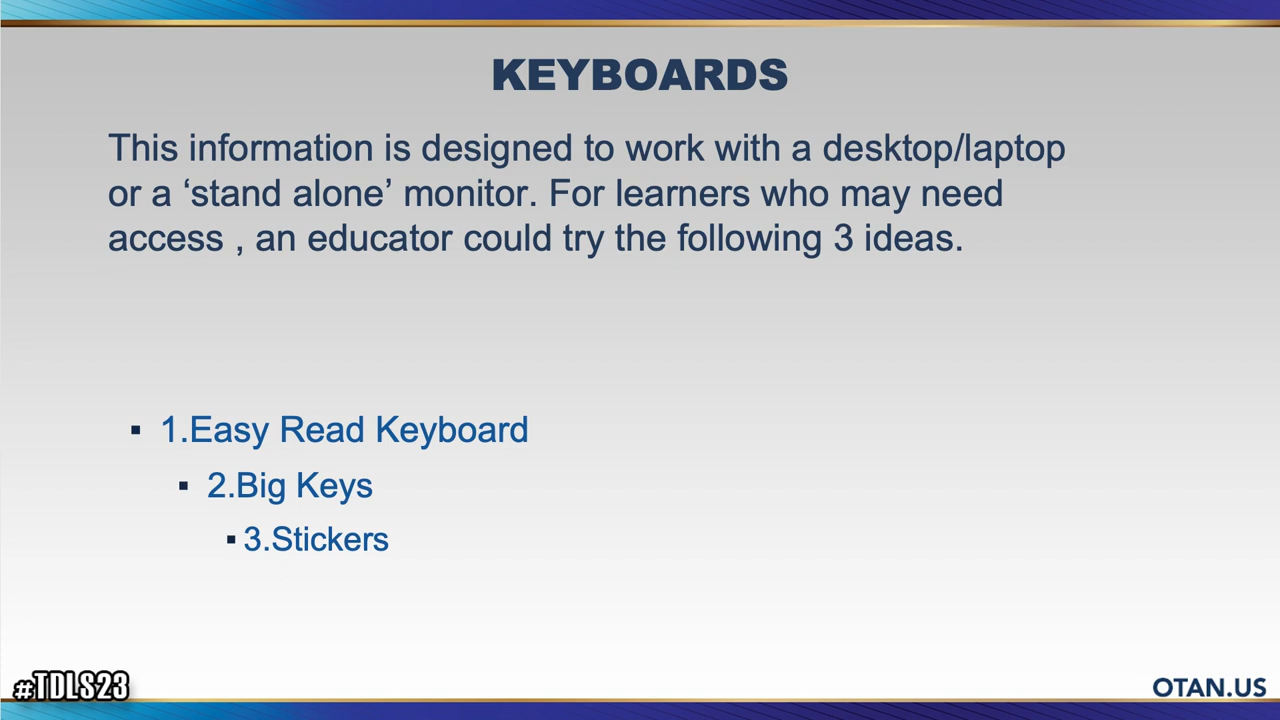 KEYBOARDS
This information is designed to work with a desktop/laptop
or a ‘stand alone’ monitor. For learners who may need
access , an educator could try the following 3 ideas.
▪ 1.Easy Read Keyboard
▪ 2.Big Keys
▪ 3.Stickers
#TDLS23
OTAN.US